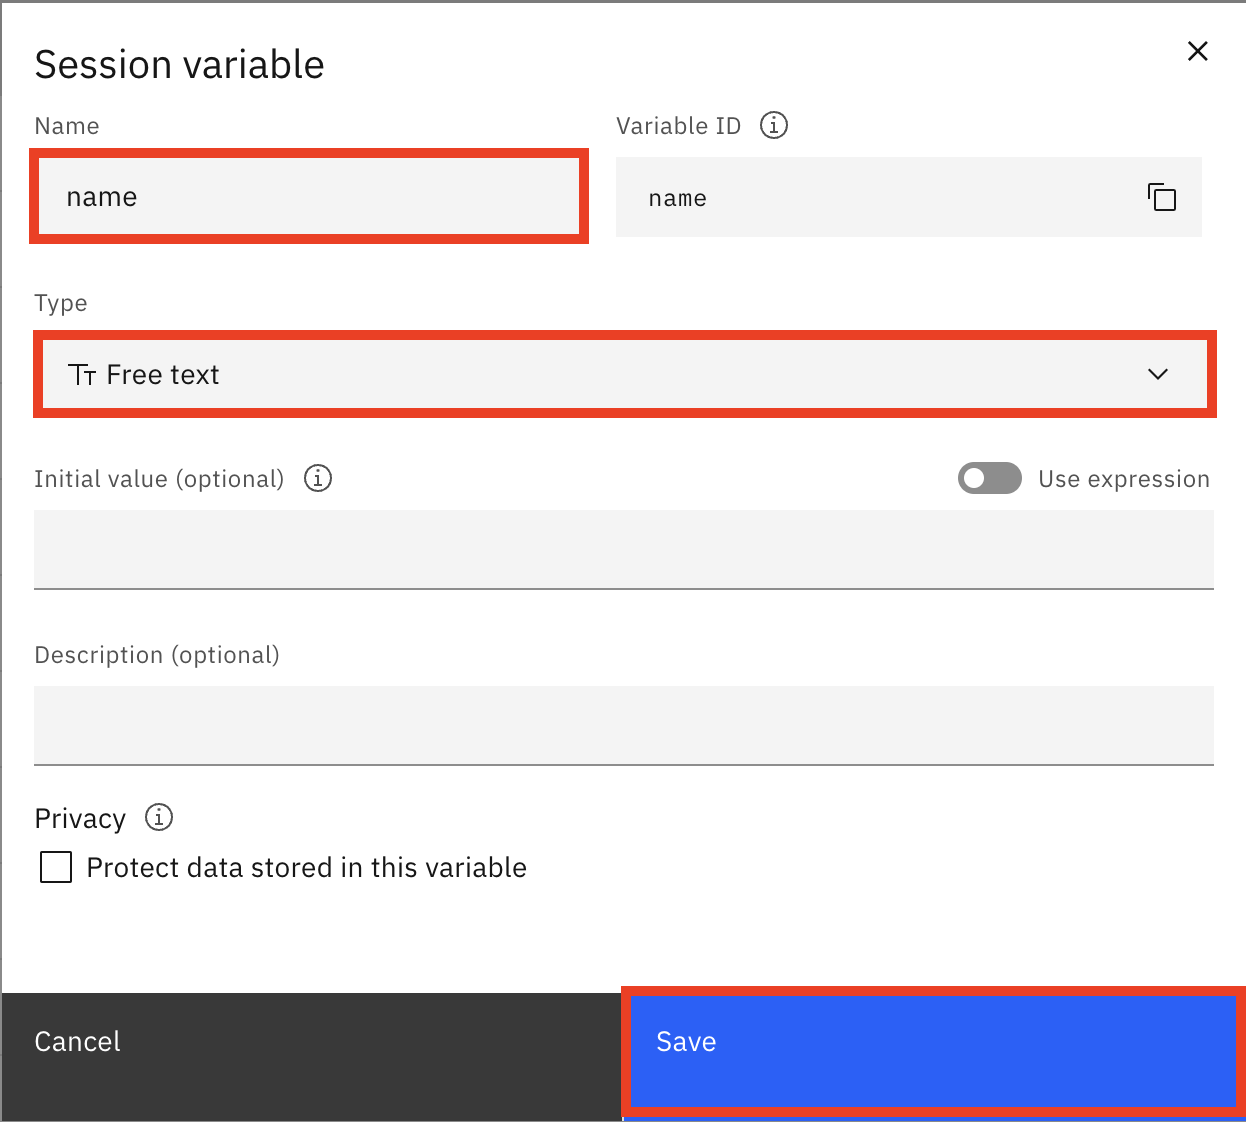 Session variable
Name
Variable ID
name
name
Type
Free text
Initial value (optional)
Use expression
Description (optional)
Privacy
Protect data stored in this variable
Cancel
Save